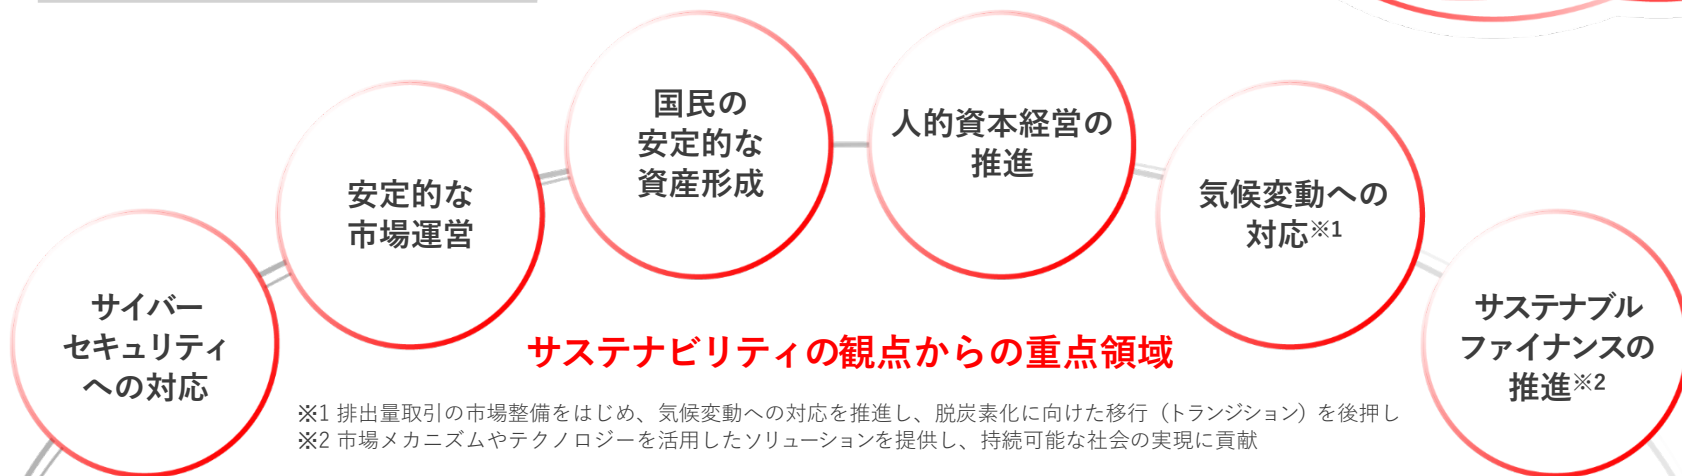 サイバー
セキュリティ
への対応
安定的な
市場運営
国民の
安定的な
資産形成
人的資本経営の
推進
気候変動への
対応※1
サステナブル
ファイナンスの
推進※2
サステナビリティの観点からの重点領域
※1 排出量取引の市場整備をはじめ、気候変動への対応を推進し、脱炭素化に向けた移行（トランジション）を後押し
※2 市場メカニズムやテクノロジーを活用したソリューションを提供し、持続可能な社会の実現に貢献